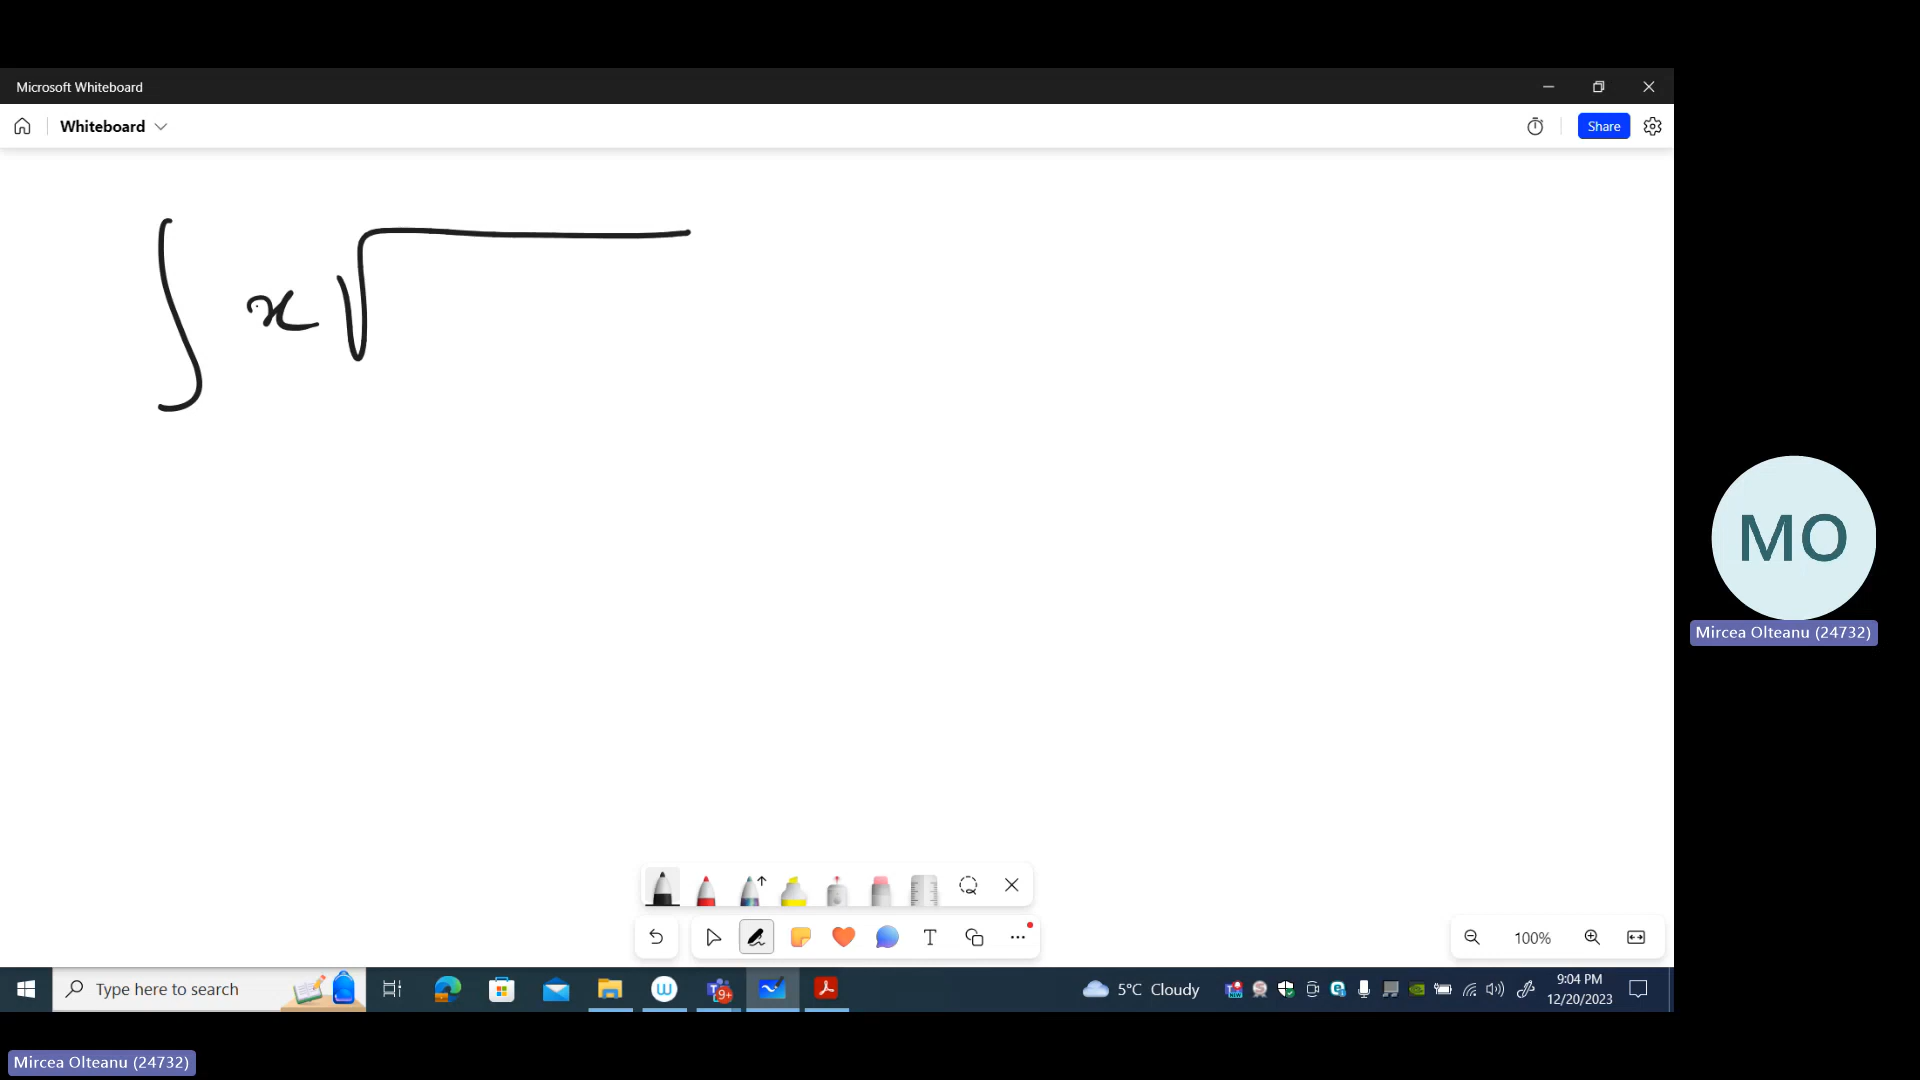 Microsoft Whiteboard
Whiteboard
Share
∫ x√
MO
Mircea Olteanu (24732)
T
100%
Type here to search
W
9+
5°C Cloudy
9:04 PM
12/20/2023
Mircea Olteanu (24732)